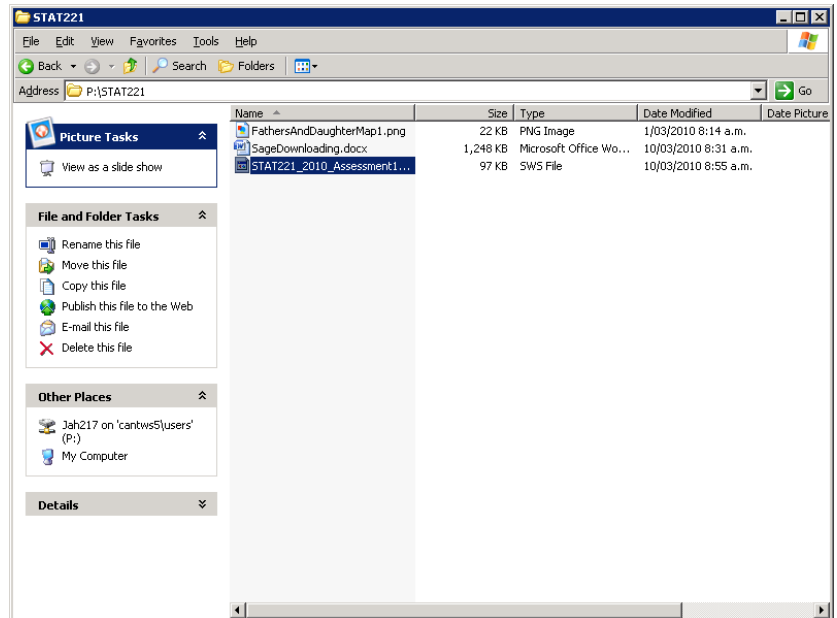 STAT221
File Edit View Favorites Tools Help
Back Search Folders
Address P:\STAT221 Go
Name Size Type Date Modified Date Picture
FathersAndDaughterMap1.png 22 KB PNG Image 1/03/2010 8:14 a.m.
SageDownloading.docx 1,248 KB Microsoft Office Wo... 10/03/2010 8:31 a.m.
STAT221_2010_Assessment1... 97 KB SWS File 10/03/2010 8:55 a.m.
Picture Tasks
View as a slide show
File and Folder Tasks
Rename this file
Move this file
Copy this file
Publish this file to the Web
E-mail this file
Delete this file
Other Places
Jah217 on 'cantws5\users'
(P:)
My Computer
Details